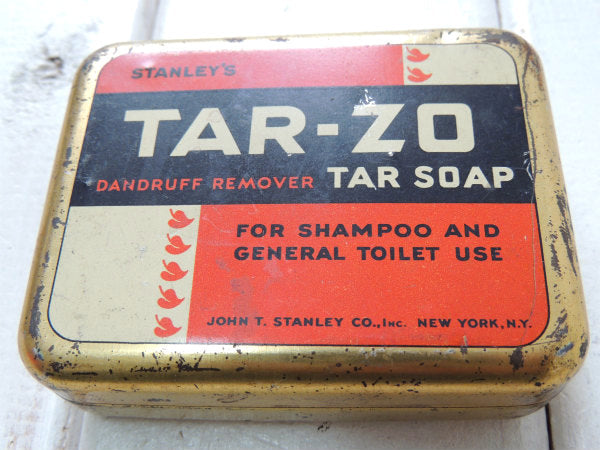 STANLEY'S
TAR-ZO
DANDRUFF REMOVER TAR SOAP
FOR SHAMPOO AND
GENERAL TOILET USE
JOHN T. STANLEY CO., INC. NEW YORK, N.Y.